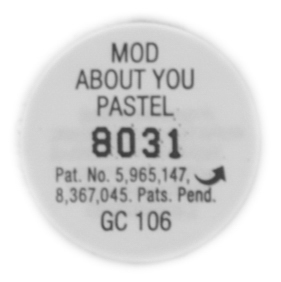 MOD
ABOUT YOU
PASTEL
8031
Pat. No. 5,965,147,
8,367,045. Pats. Pend.
GC 106